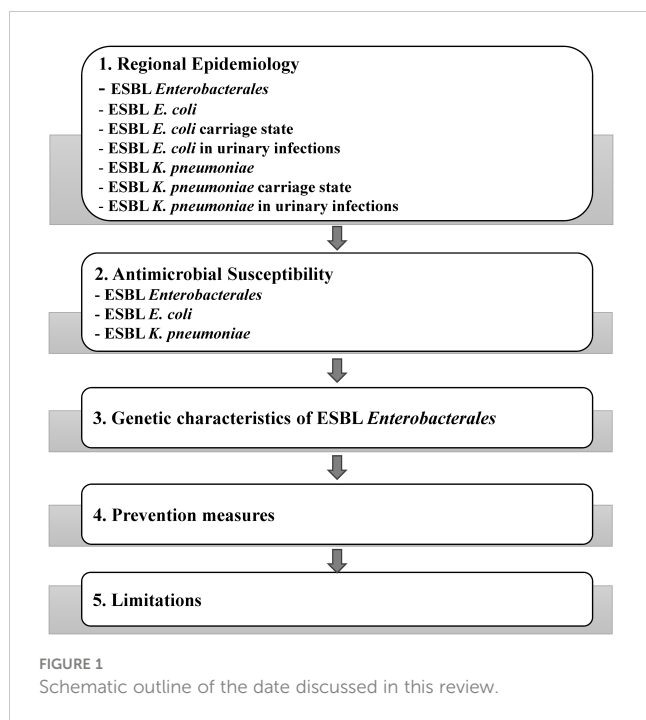 1. Regional Epidemiology
- ESBL Enterobacterales
- ESBL E. coli
- ESBL E. coli carriage state
- ESBL E. coli in urinary infections
- ESBL K. pneumoniae
- ESBL K. pneumoniae carriage state
- ESBL K. pneumoniae in urinary infections
2. Antimicrobial Susceptibility
- ESBL Enterobacterales
- ESBL E. coli
- ESBL K. pneumoniae
3. Genetic characteristics of ESBL Enterobacterales
4. Prevention measures
5. Limitations
FIGURE 1
Schematic outline of the date discussed in this review.